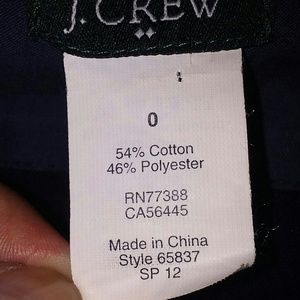 J.CREW
0
54% Cotton
46% Polyester
RN77388
CA56445
Made in China
Style 65837
SP 12